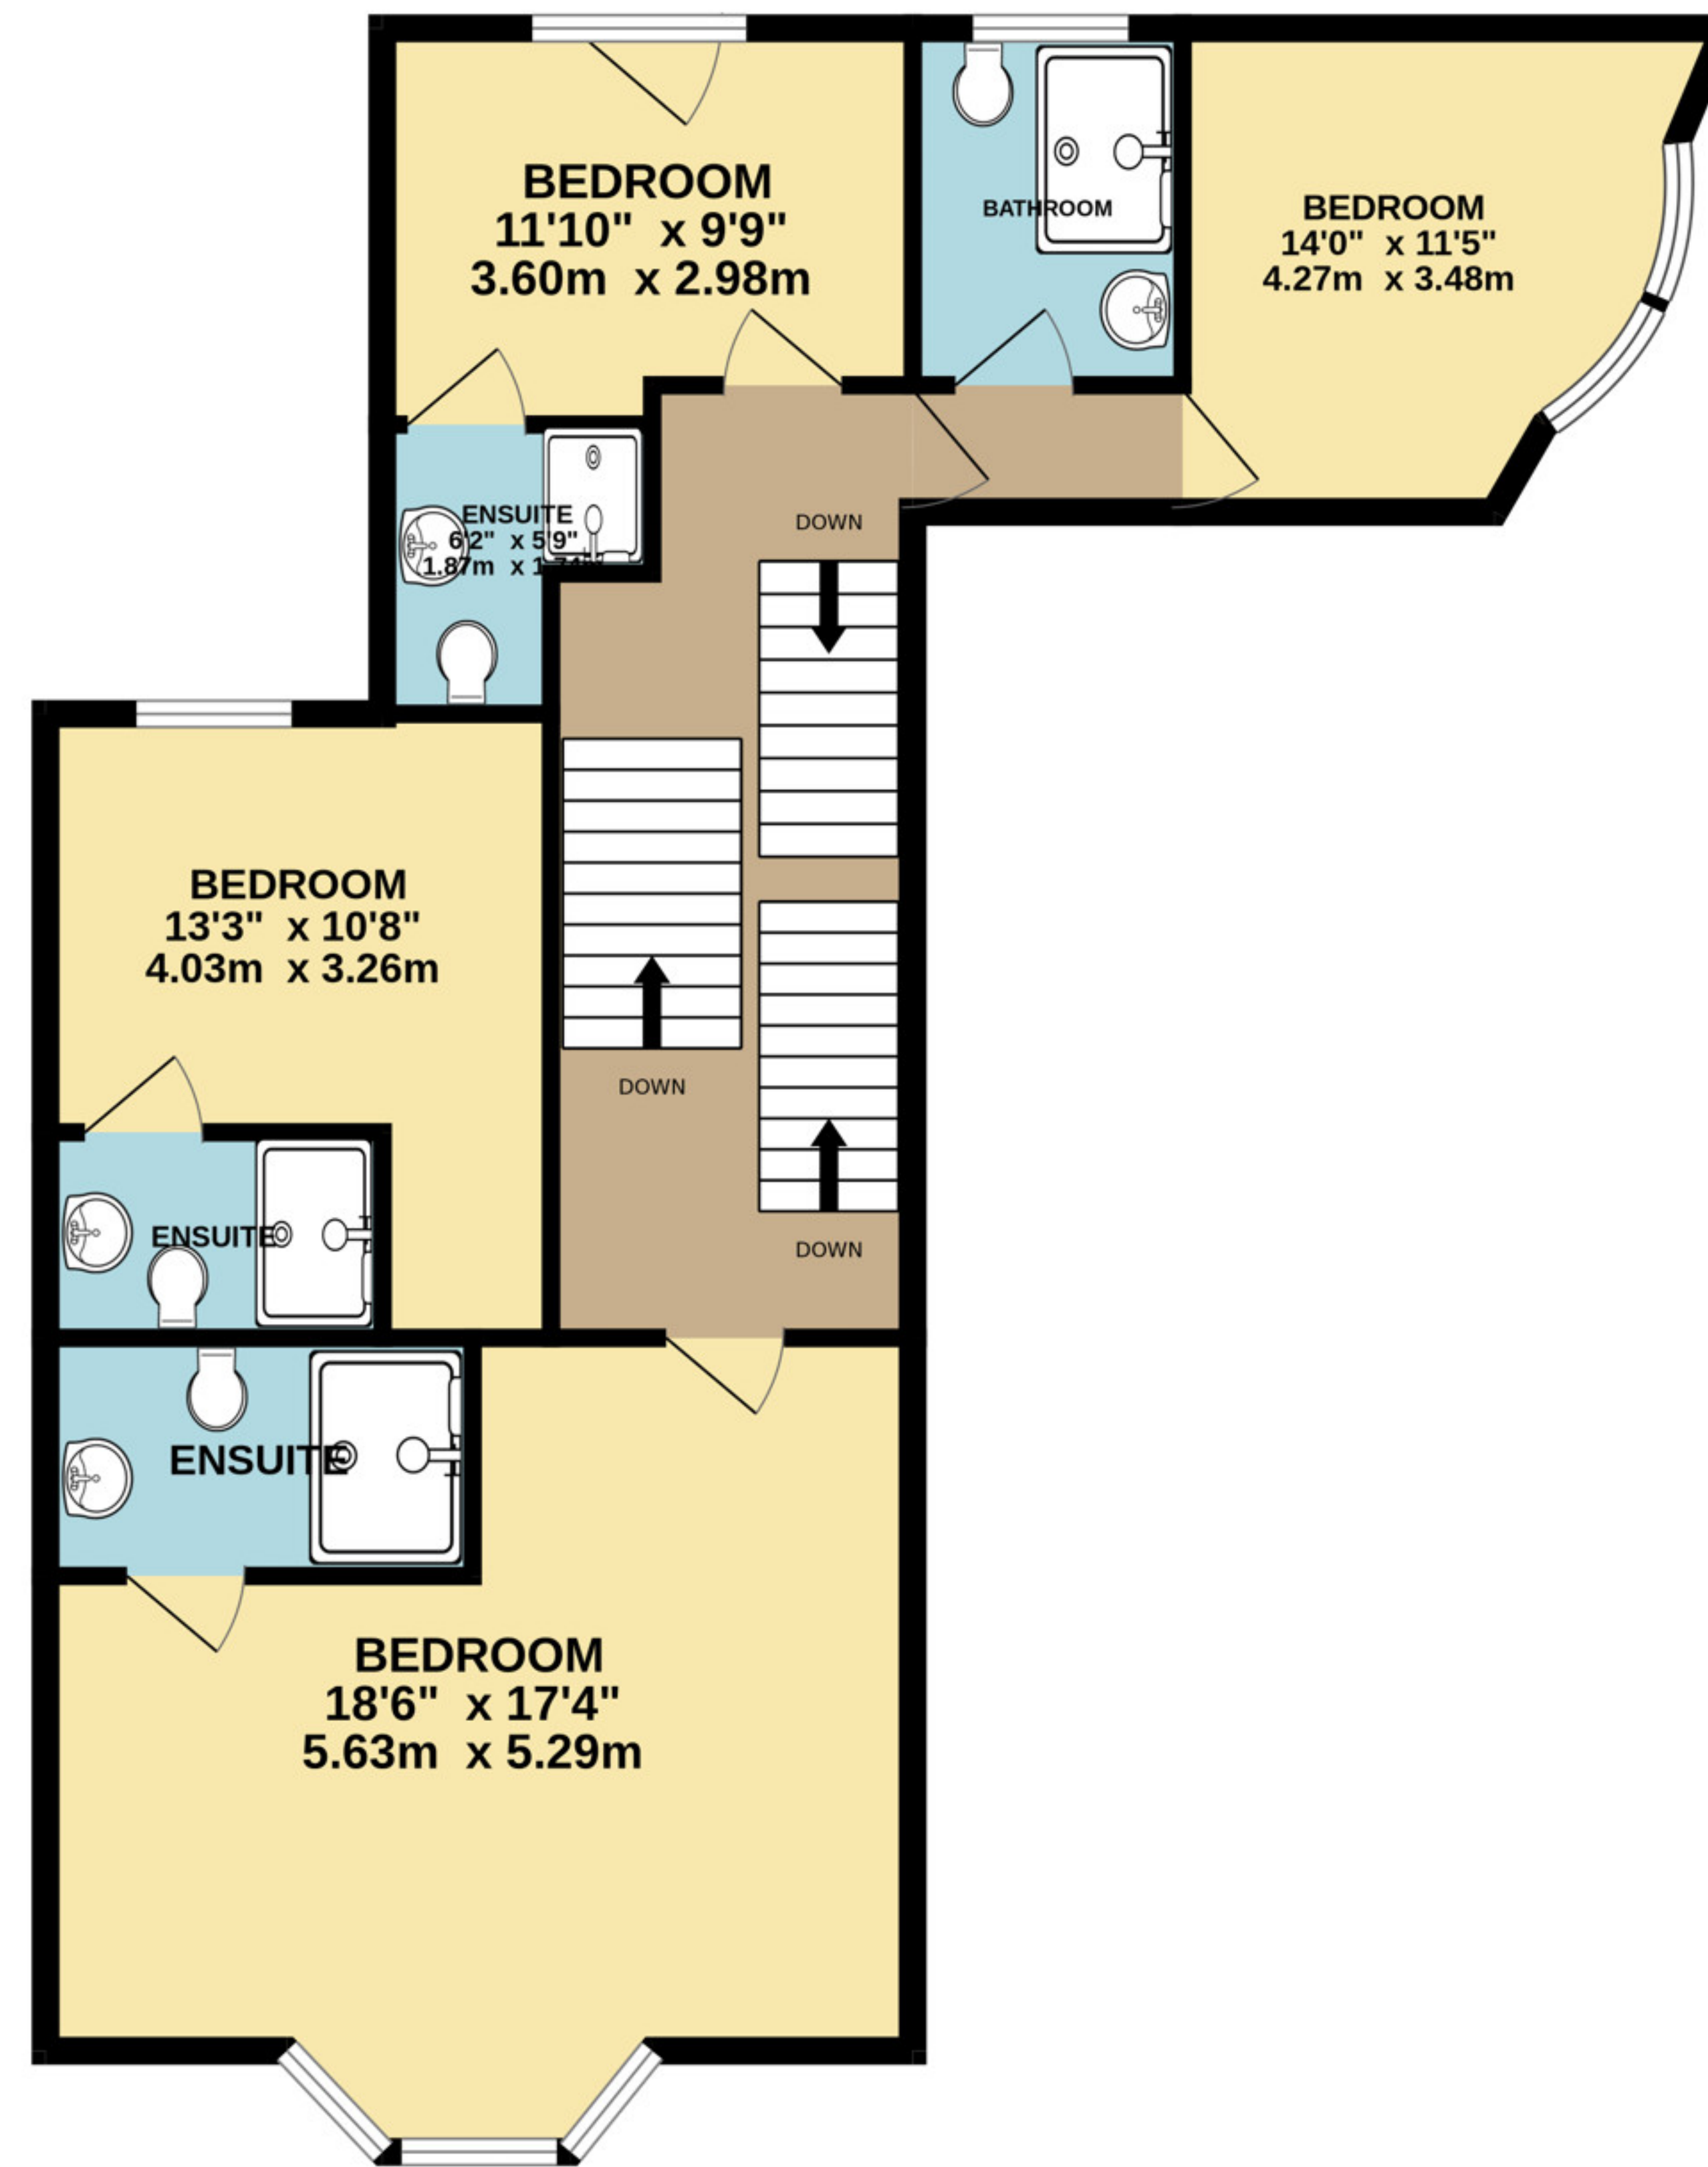 BEDROOM
11'10" x 9'9"
3.60m x 2.98m
BATHROOM
BEDROOM
14'0" x 11'5"
4.27m x 3.48m
ENSUITE
6'2" x 5'9"
1.87m x
DOWN
BEDROOM
13'3" x 10'8"
4.03m x 3.26m
DOWN
ENSUITE
DOWN
ENSUITE
BEDROOM
18'6" x 17'4"
5.63m x 5.29m